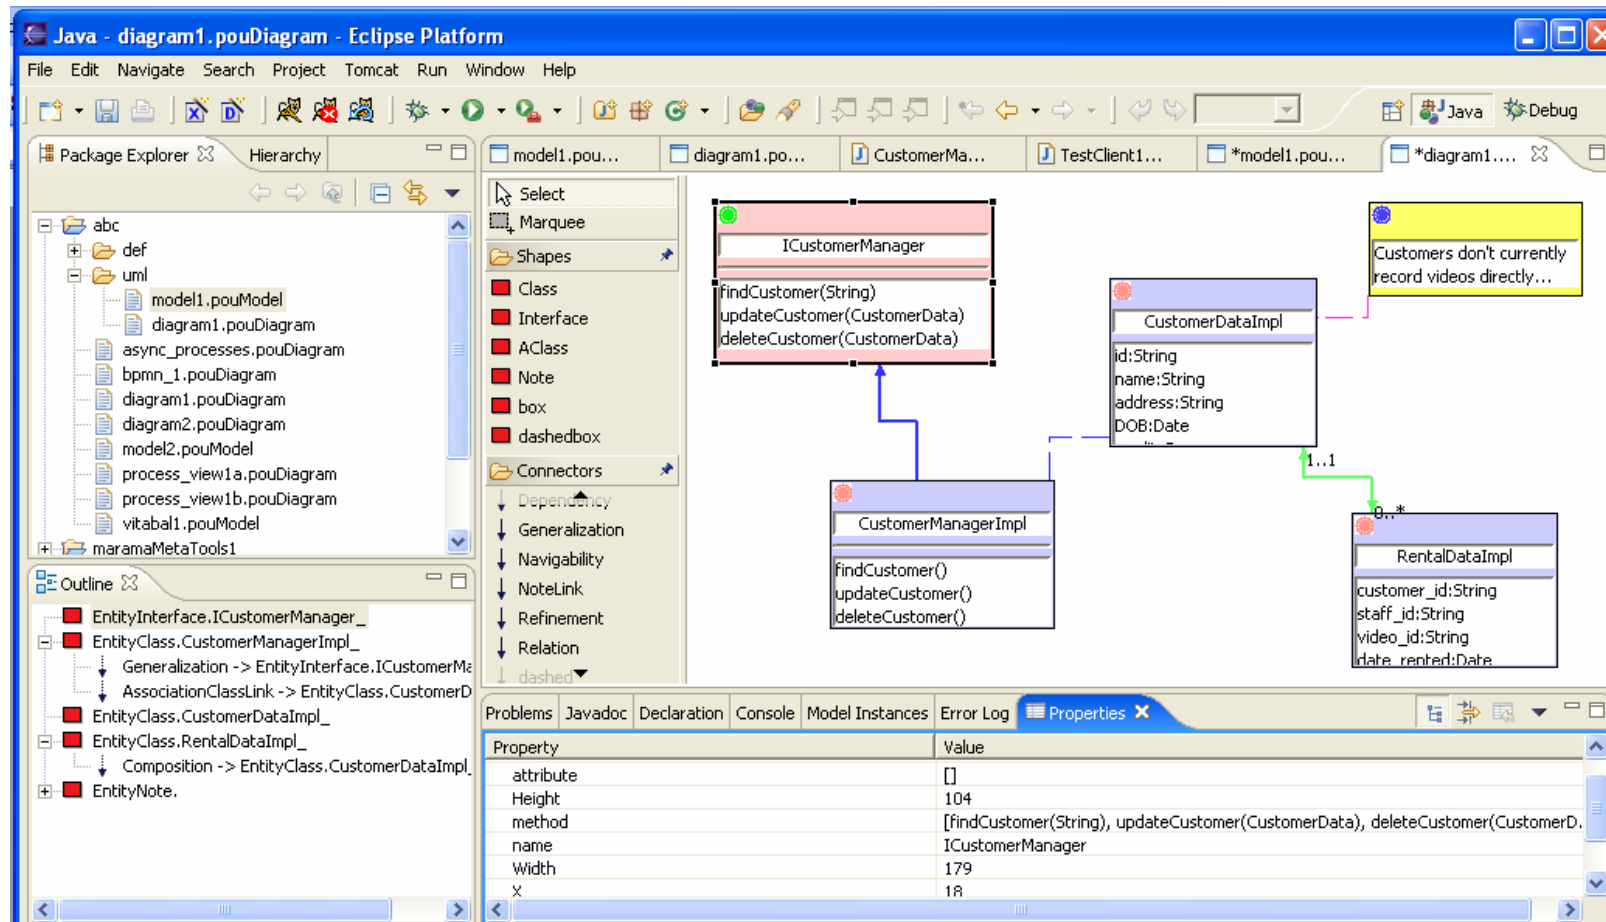 Java - diagram1.pouDiagram - Eclipse Platform
File Edit Navigate Search Project Tomcat Run Window Help
Java Debug
Package Explorer Hierarchy
abc
def
uml
model1.pouModel
diagram1.pouDiagram
async_processes.pouDiagram
bpmn_1.pouDiagram
diagram1.pouDiagram
diagram2.pouDiagram
model2.pouModel
process_view1a.pouDiagram
process_view1b.pouDiagram
vitabal1.pouModel
maramaMetaTools1
Outline
EntityInterface.ICustomerManager_
EntityClass.CustomerManagerImpl_
Generalization -> EntityInterface.ICustomerMa
AssociationClassLink -> EntityClass.CustomerD
EntityClass.CustomerDataImpl_
EntityClass.RentalDataImpl_
Composition -> EntityClass.CustomerDataImpl_
EntityNote.
model1.pou... diagram1.po... CustomerMa... TestClient1... *model1.pou... *diagram1....
Select
Marquee
Shapes
Class
Interface
AClass
Note
box
dashedbox
Connectors
Dependency
Generalization
Navigability
NoteLink
Refinement
Relation
dashed
ICustomerManager
findCustomer(String)
updateCustomer(CustomerData)
deleteCustomer(CustomerData)
Customers don't currently
record videos directly...
CustomerDataImpl
id:String
name:String
address:String
DOB:Date
1..1
0..*
CustomerManagerImpl
findCustomer()
updateCustomer()
deleteCustomer()
RentalDataImpl
customer_id:String
staff_id:String
video_id:String
date_rented:Date
Problems Javadoc Declaration Console Model Instances Error Log Properties
Property Value
attribute []
Height 104
method [findCustomer(String), updateCustomer(CustomerData), deleteCustomer(CustomerD.
name ICustomerManager
Width 179
X 18